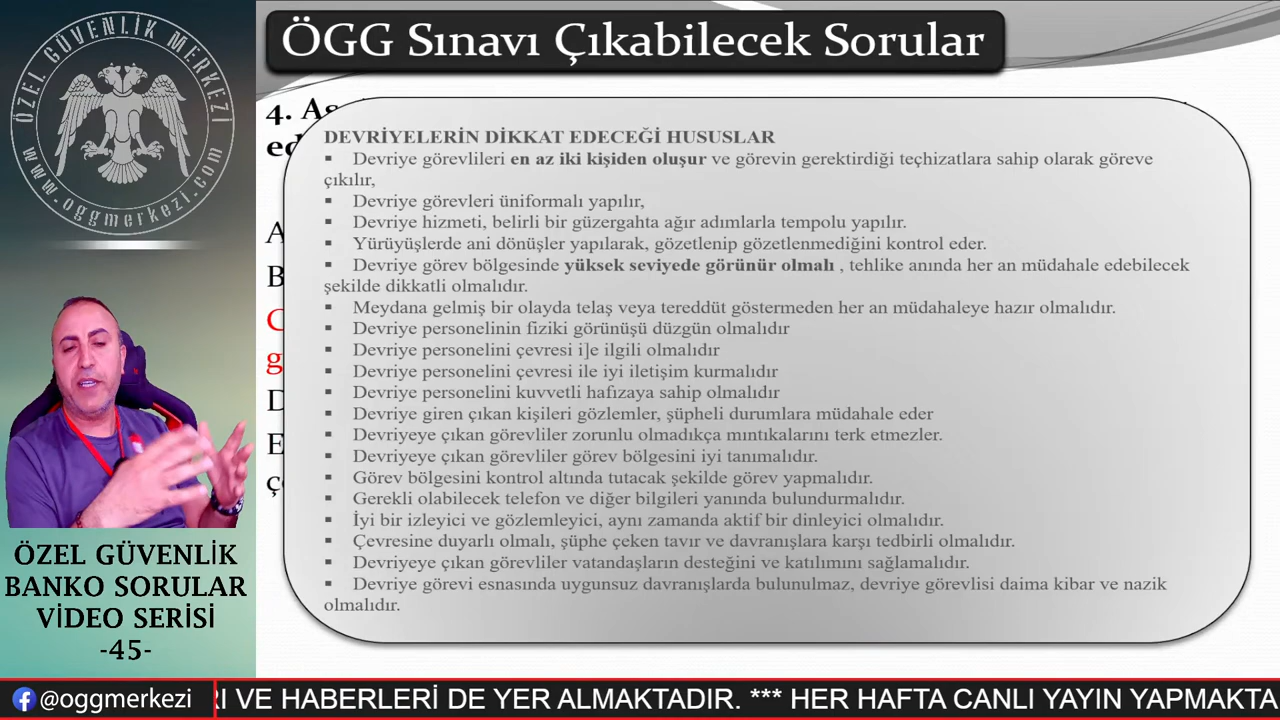 ÖZEL GÜVENLİK MERKEZİ
www.oggmerkezi.com
ÖGG Sınavı Çıkabilecek Sorular
4. Aş
ed
A
B
C
g
D
E
ç
DEVRİYELERİN DİKKAT EDECEĞİ HUSUSLAR
▪ Devriye görevlileri en az iki kişiden oluşur ve görevin gerektirdiği teçhizatlara sahip olarak göreve
çıkılır,
▪ Devriye görevleri üniformalı yapılır,
▪ Devriye hizmeti, belirli bir güzergahta ağır adımlarla tempolu yapılır.
▪ Yürüyüşlerde ani dönüşler yapılarak, gözetlenip gözetlenmediğini kontrol eder.
▪ Devriye görev bölgesinde yüksek seviyede görünür olmalı , tehlike anında her an müdahale edebilecek
şekilde dikkatli olmalıdır.
▪ Meydana gelmiş bir olayda telaş veya tereddüt göstermeden her an müdahaleye hazır olmalıdır.
▪ Devriye personelinin fiziki görünüşü düzgün olmalıdır
▪ Devriye personelini çevresi i]e ilgili olmalıdır
▪ Devriye personelini çevresi ile iyi iletişim kurmalıdır
▪ Devriye personelini kuvvetli hafızaya sahip olmalıdır
▪ Devriye giren çıkan kişileri gözlemler, şüpheli durumlara müdahale eder
▪ Devriyeye çıkan görevliler zorunlu olmadıkça mıntıkalarını terk etmezler.
▪ Devriyeye çıkan görevliler görev bölgesini iyi tanımalıdır.
▪ Görev bölgesini kontrol altında tutacak şekilde görev yapmalıdır.
▪ Gerekli olabilecek telefon ve diğer bilgileri yanında bulundurmalıdır.
▪ İyi bir izleyici ve gözlemleyici, aynı zamanda aktif bir dinleyici olmalıdır.
▪ Çevresine duyarlı olmalı, şüphe çeken tavır ve davranışlara karşı tedbirli olmalıdır.
▪ Devriyeye çıkan görevliler vatandaşların desteğini ve katılımını sağlamalıdır.
▪ Devriye görevi esnasında uygunsuz davranışlarda bulunulmaz, devriye görevlisi daima kibar ve nazik
olmalıdır.
ÖZEL GÜVENLİK
BANKO SORULAR
VİDEO SERİSİ
-45-
@oggmerkezi
RI VE HABERLERİ DE YER ALMAKTADIR. *** HER HAFTA CANLI YAYIN YAPMAKTA